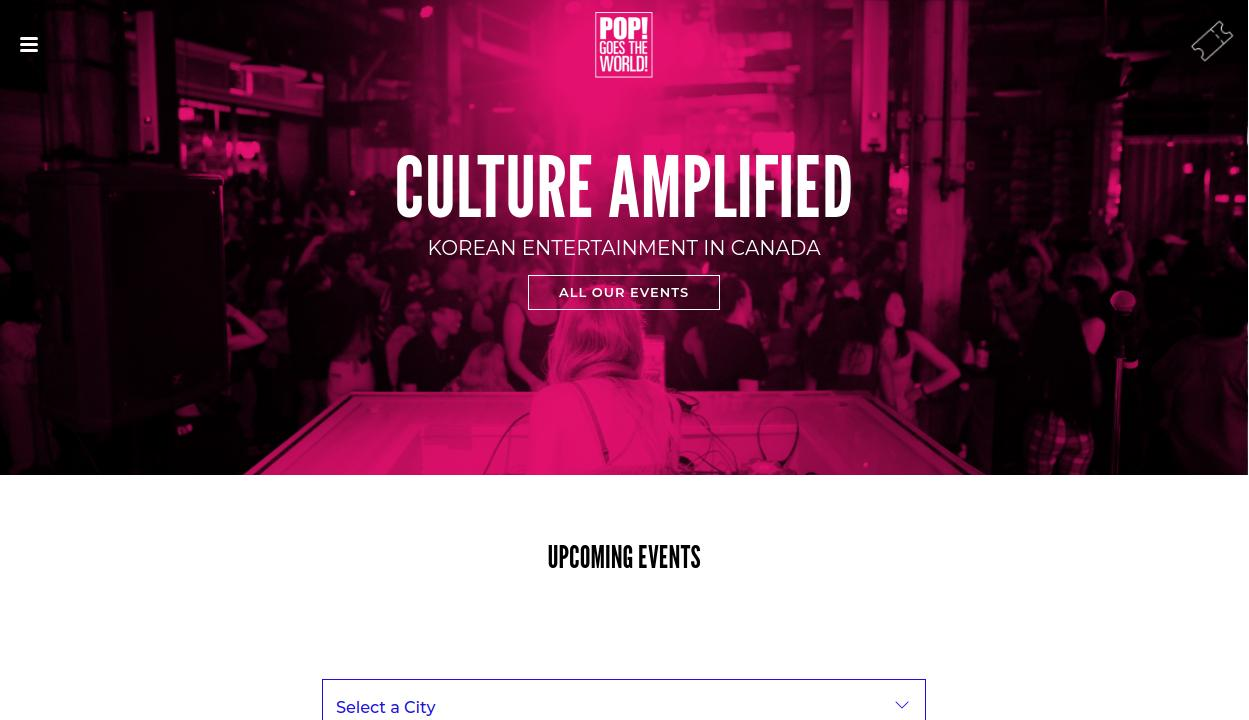 POP!
GOES THE
WORLD!
CULTURE AMPLIFIED
KOREAN ENTERTAINMENT IN CANADA
ALL OUR EVENTS
UPCOMING EVENTS
Select a City